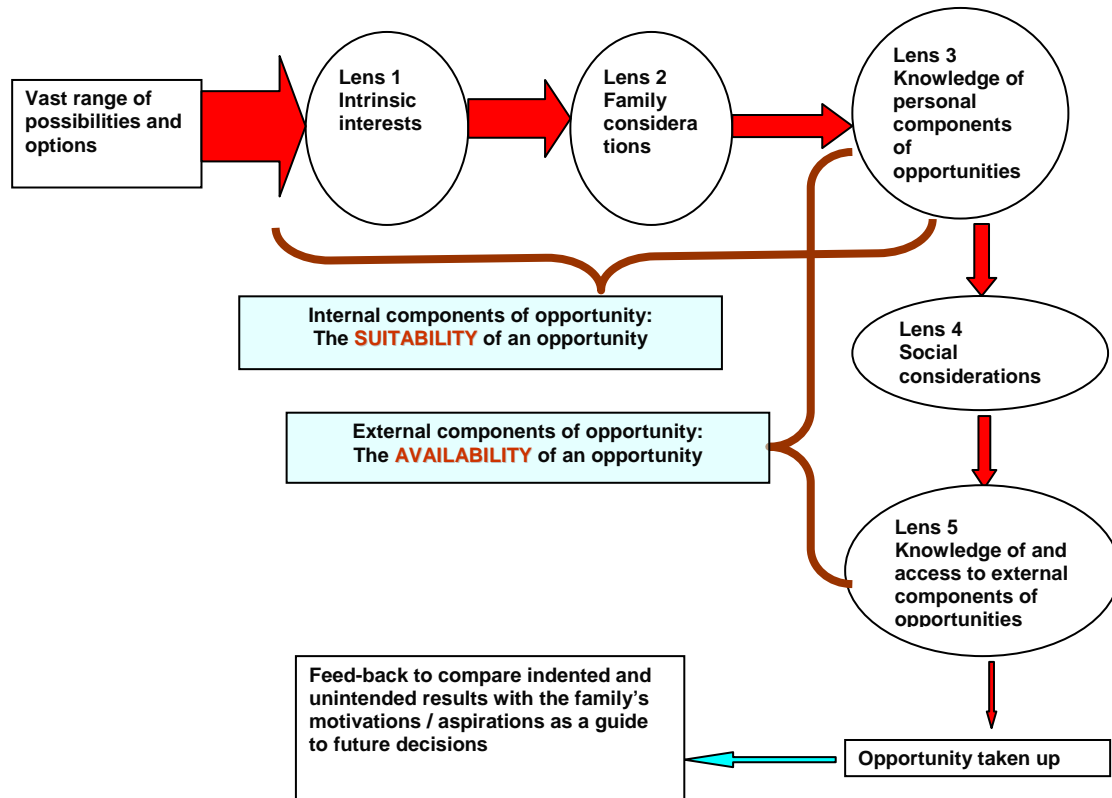 Vast range of
possibilities and
options
Lens 1
Intrinsic
interests
Lens 2
Family
considera
tions
Lens 3
Knowledge of
personal
components
of
opportunities
Internal components of opportunity:
The SUITABILITY of an opportunity
Lens 4
Social
considerations
External components of opportunity:
The AVAILABILITY of an opportunity
Lens 5
Knowledge of and
access to external
components of
opportunities
Feed-back to compare indented and
unintended results with the family’s
motivations / aspirations as a guide
to future decisions
Opportunity taken up